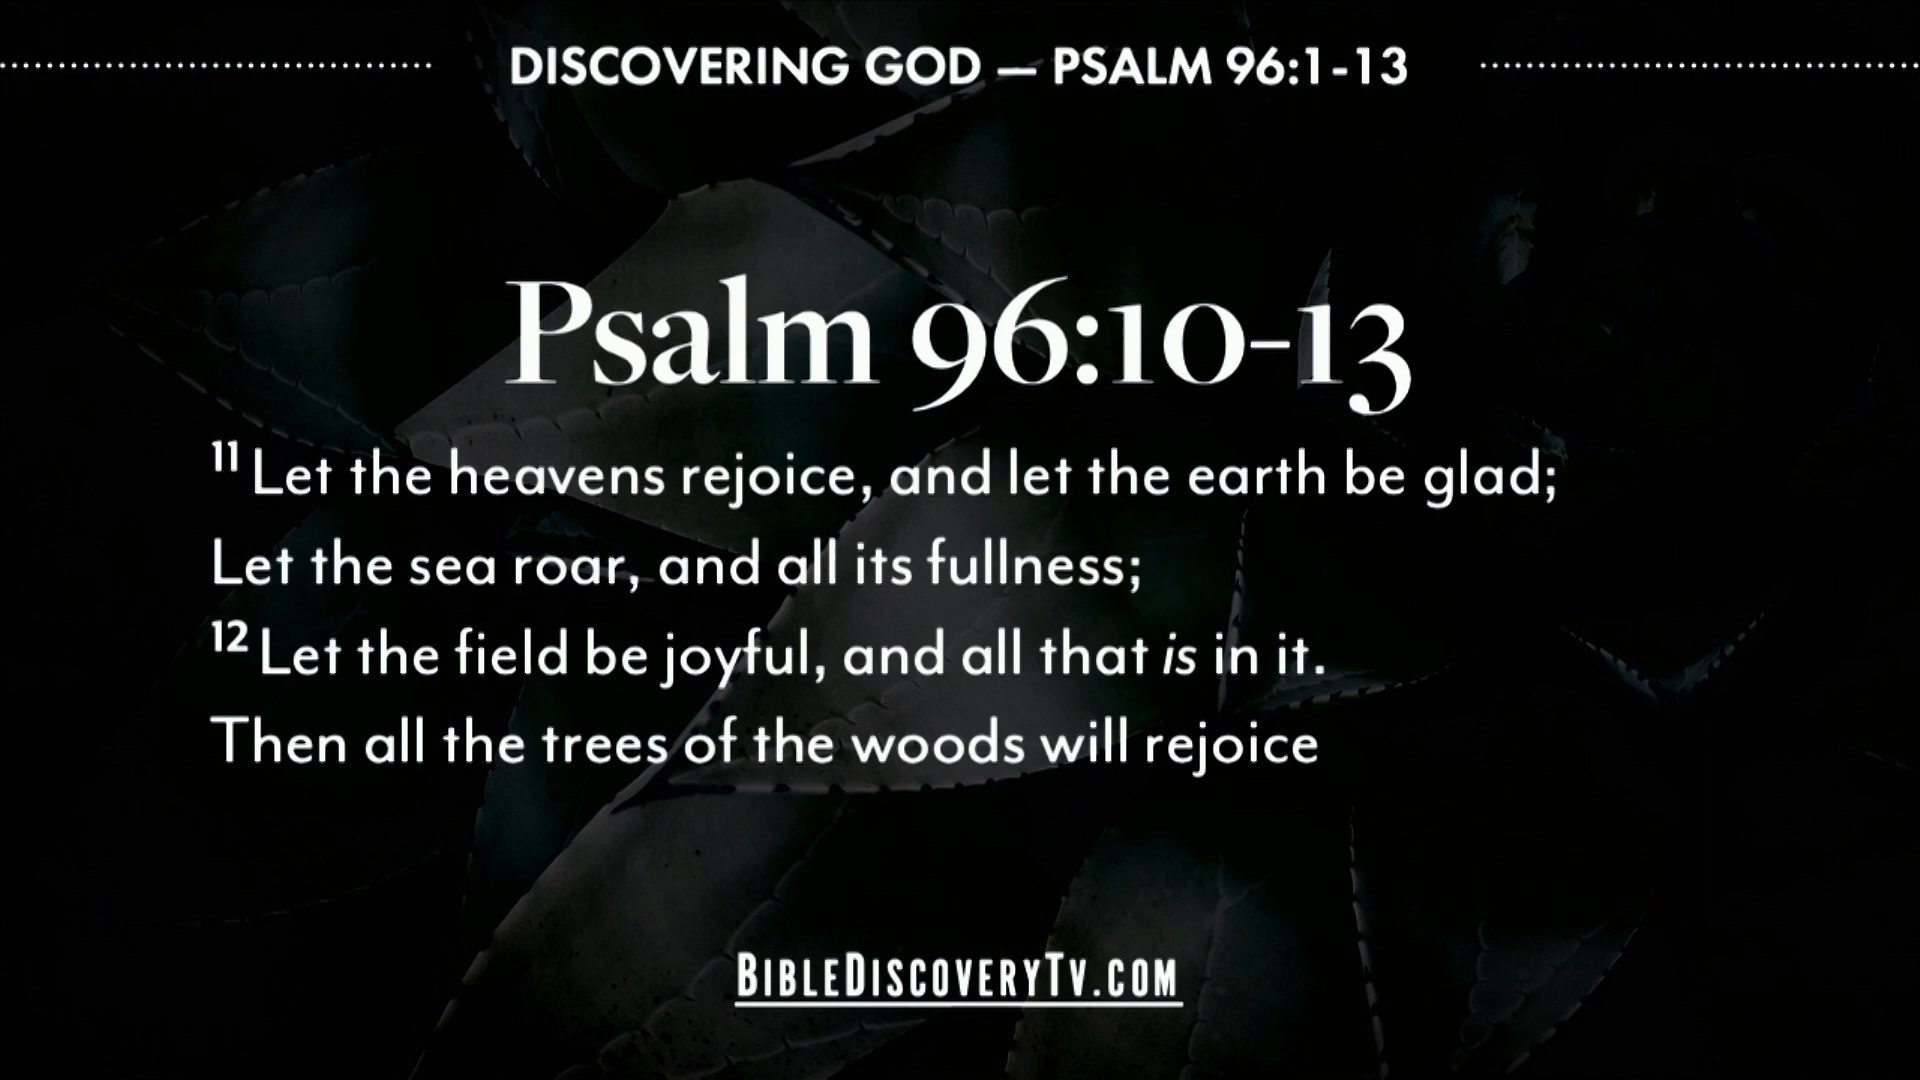 DISCOVERING GOD — PSALM 96:1-13
Psalm 96:10-13
11 Let the heavens rejoice, and let the earth be glad;
Let the sea roar, and all its fullness;
12 Let the field be joyful, and all that is in it.
Then all the trees of the woods will rejoice
BIBLEDISCOVERYTV.COM